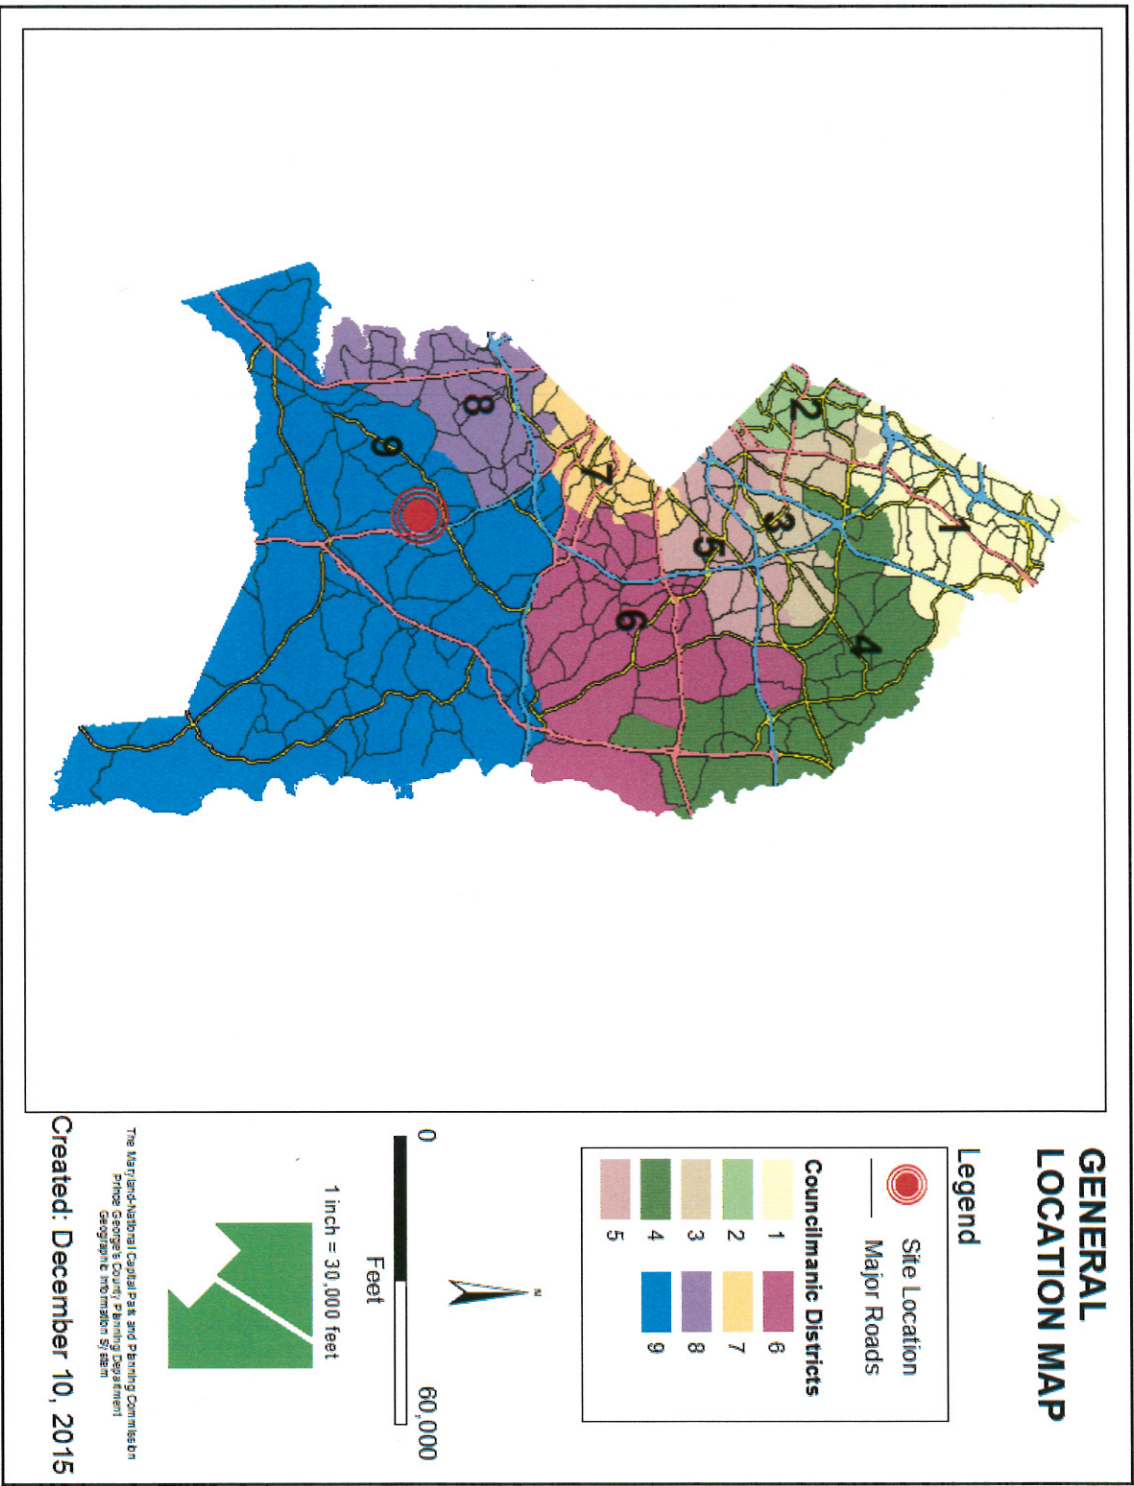 GENERAL
LOCATION MAP
Legend
Site Location
Major Roads
Councilmanic Districts
1
2
3
4
5
6
7
8
9
1
2
3
4
5
6
7
8
9
N
0
60,000
Feet
1 inch = 30,000 feet
The Maryland-National Capital Park and Planning Commission
Prince George's County Planning Department
Geographic Information System
Created: December 10, 2015